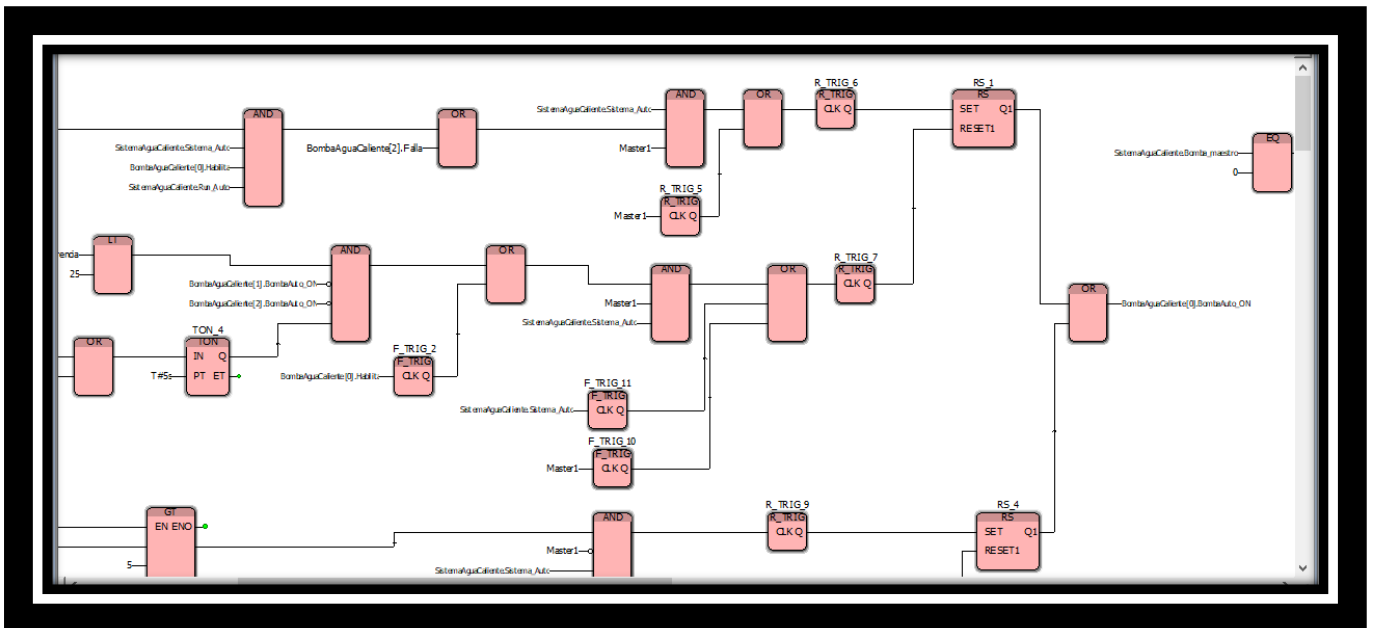 R_TRIG_6
R_TRIG
CLK Q
RS_1
RS
SET Q1
RESET1
AND
OR
AND
SistemaAguaCaliente.Sistema_Auto
Master1
OR
SistemaAguaCaliente.Sistema_Auto
BombaAguaCaliente[0].Habilita
SistemaAguaCaliente.Run_Auto
BombaAguaCaliente[2].Falla
EQ
SistemaAguaCaliente.Bomba_maestro
0
R_TRIG_5
R_TRIG
Master1
CLK Q
LT
rencia
25
AND
BombaAguaCaliente[1].BombaAuto_ON
BombaAguaCaliente[2].BombaAuto_ON
OR
AND
Master1
SistemaAguaCaliente.Sistema_Auto
OR
R_TRIG_7
R_TRIG
CLK Q
OR
BombaAguaCaliente[0].BombaAuto_ON
OR
TON_4
TON
IN Q
T#5s
PT ET
F_TRIG_2
F_TRIG
BombaAguaCaliente[0].Habilita
CLK Q
F_TRIG_11
F_TRIG
SistemaAguaCaliente.Sistema_Auto
CLK Q
F_TRIG_10
F_TRIG
Master1
CLK Q
GT
EN ENO
5
AND
Master1
SistemaAguaCaliente.Sistema_Auto
R_TRIG_9
R_TRIG
CLK Q
RS_4
RS
SET Q1
RESET1